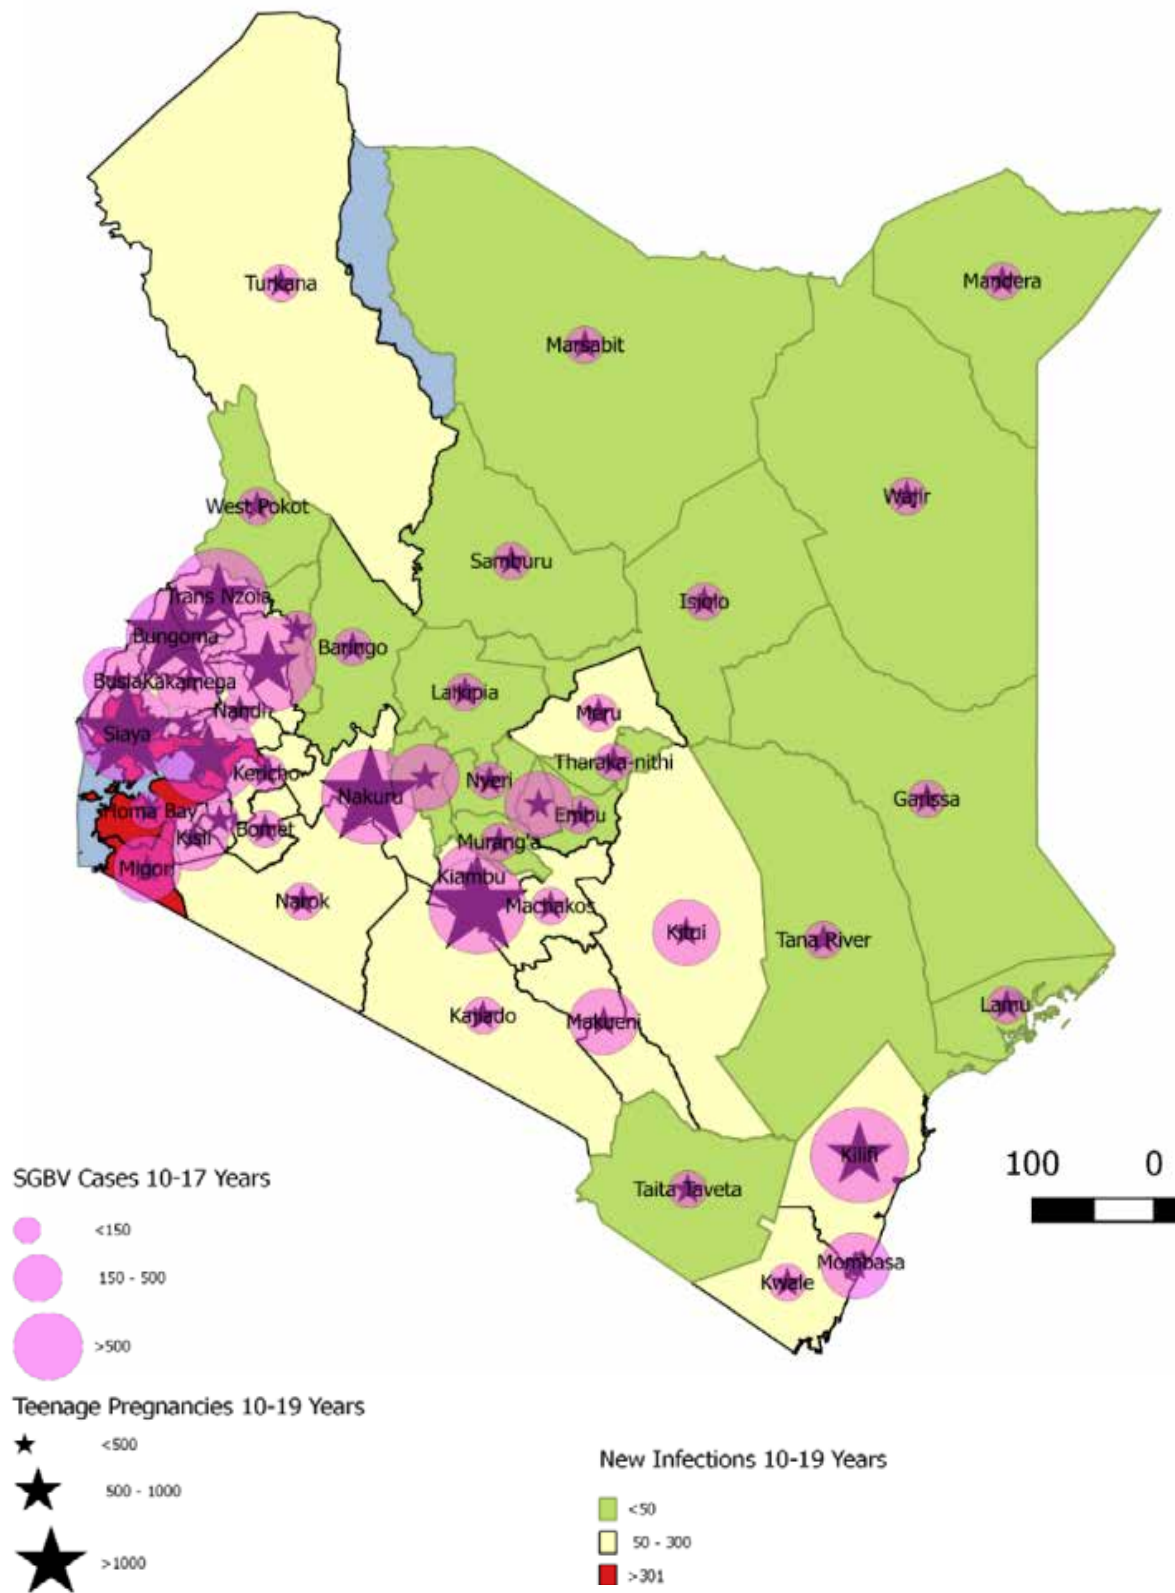 Turkana
Mandera
Marsabit
Wajir
West Pokot
Samburu
Isiolo
Trans Nzoia
Bungoma
Baringo
Busia
Kakamega
Laikipia
Nandi
Meru
Siaya
Tharaka-nithi
Kericho
Nyeri
Nakuru
Garissa
Homa Bay
Embu
Kisii
Bomet
Murang'a
Migori
Kiambu
Narok
Machakos
Kitui
Tana River
Lamu
Kajiado
Makueni
Kilifi
100 0
SGBV Cases 10-17 Years
Taita Taveta
<150
Mombasa
150 - 500
Kwale
>500
Teenage Pregnancies 10-19 Years
<500
New Infections 10-19 Years
500 - 1000
<50
50 - 300
>1000
>301